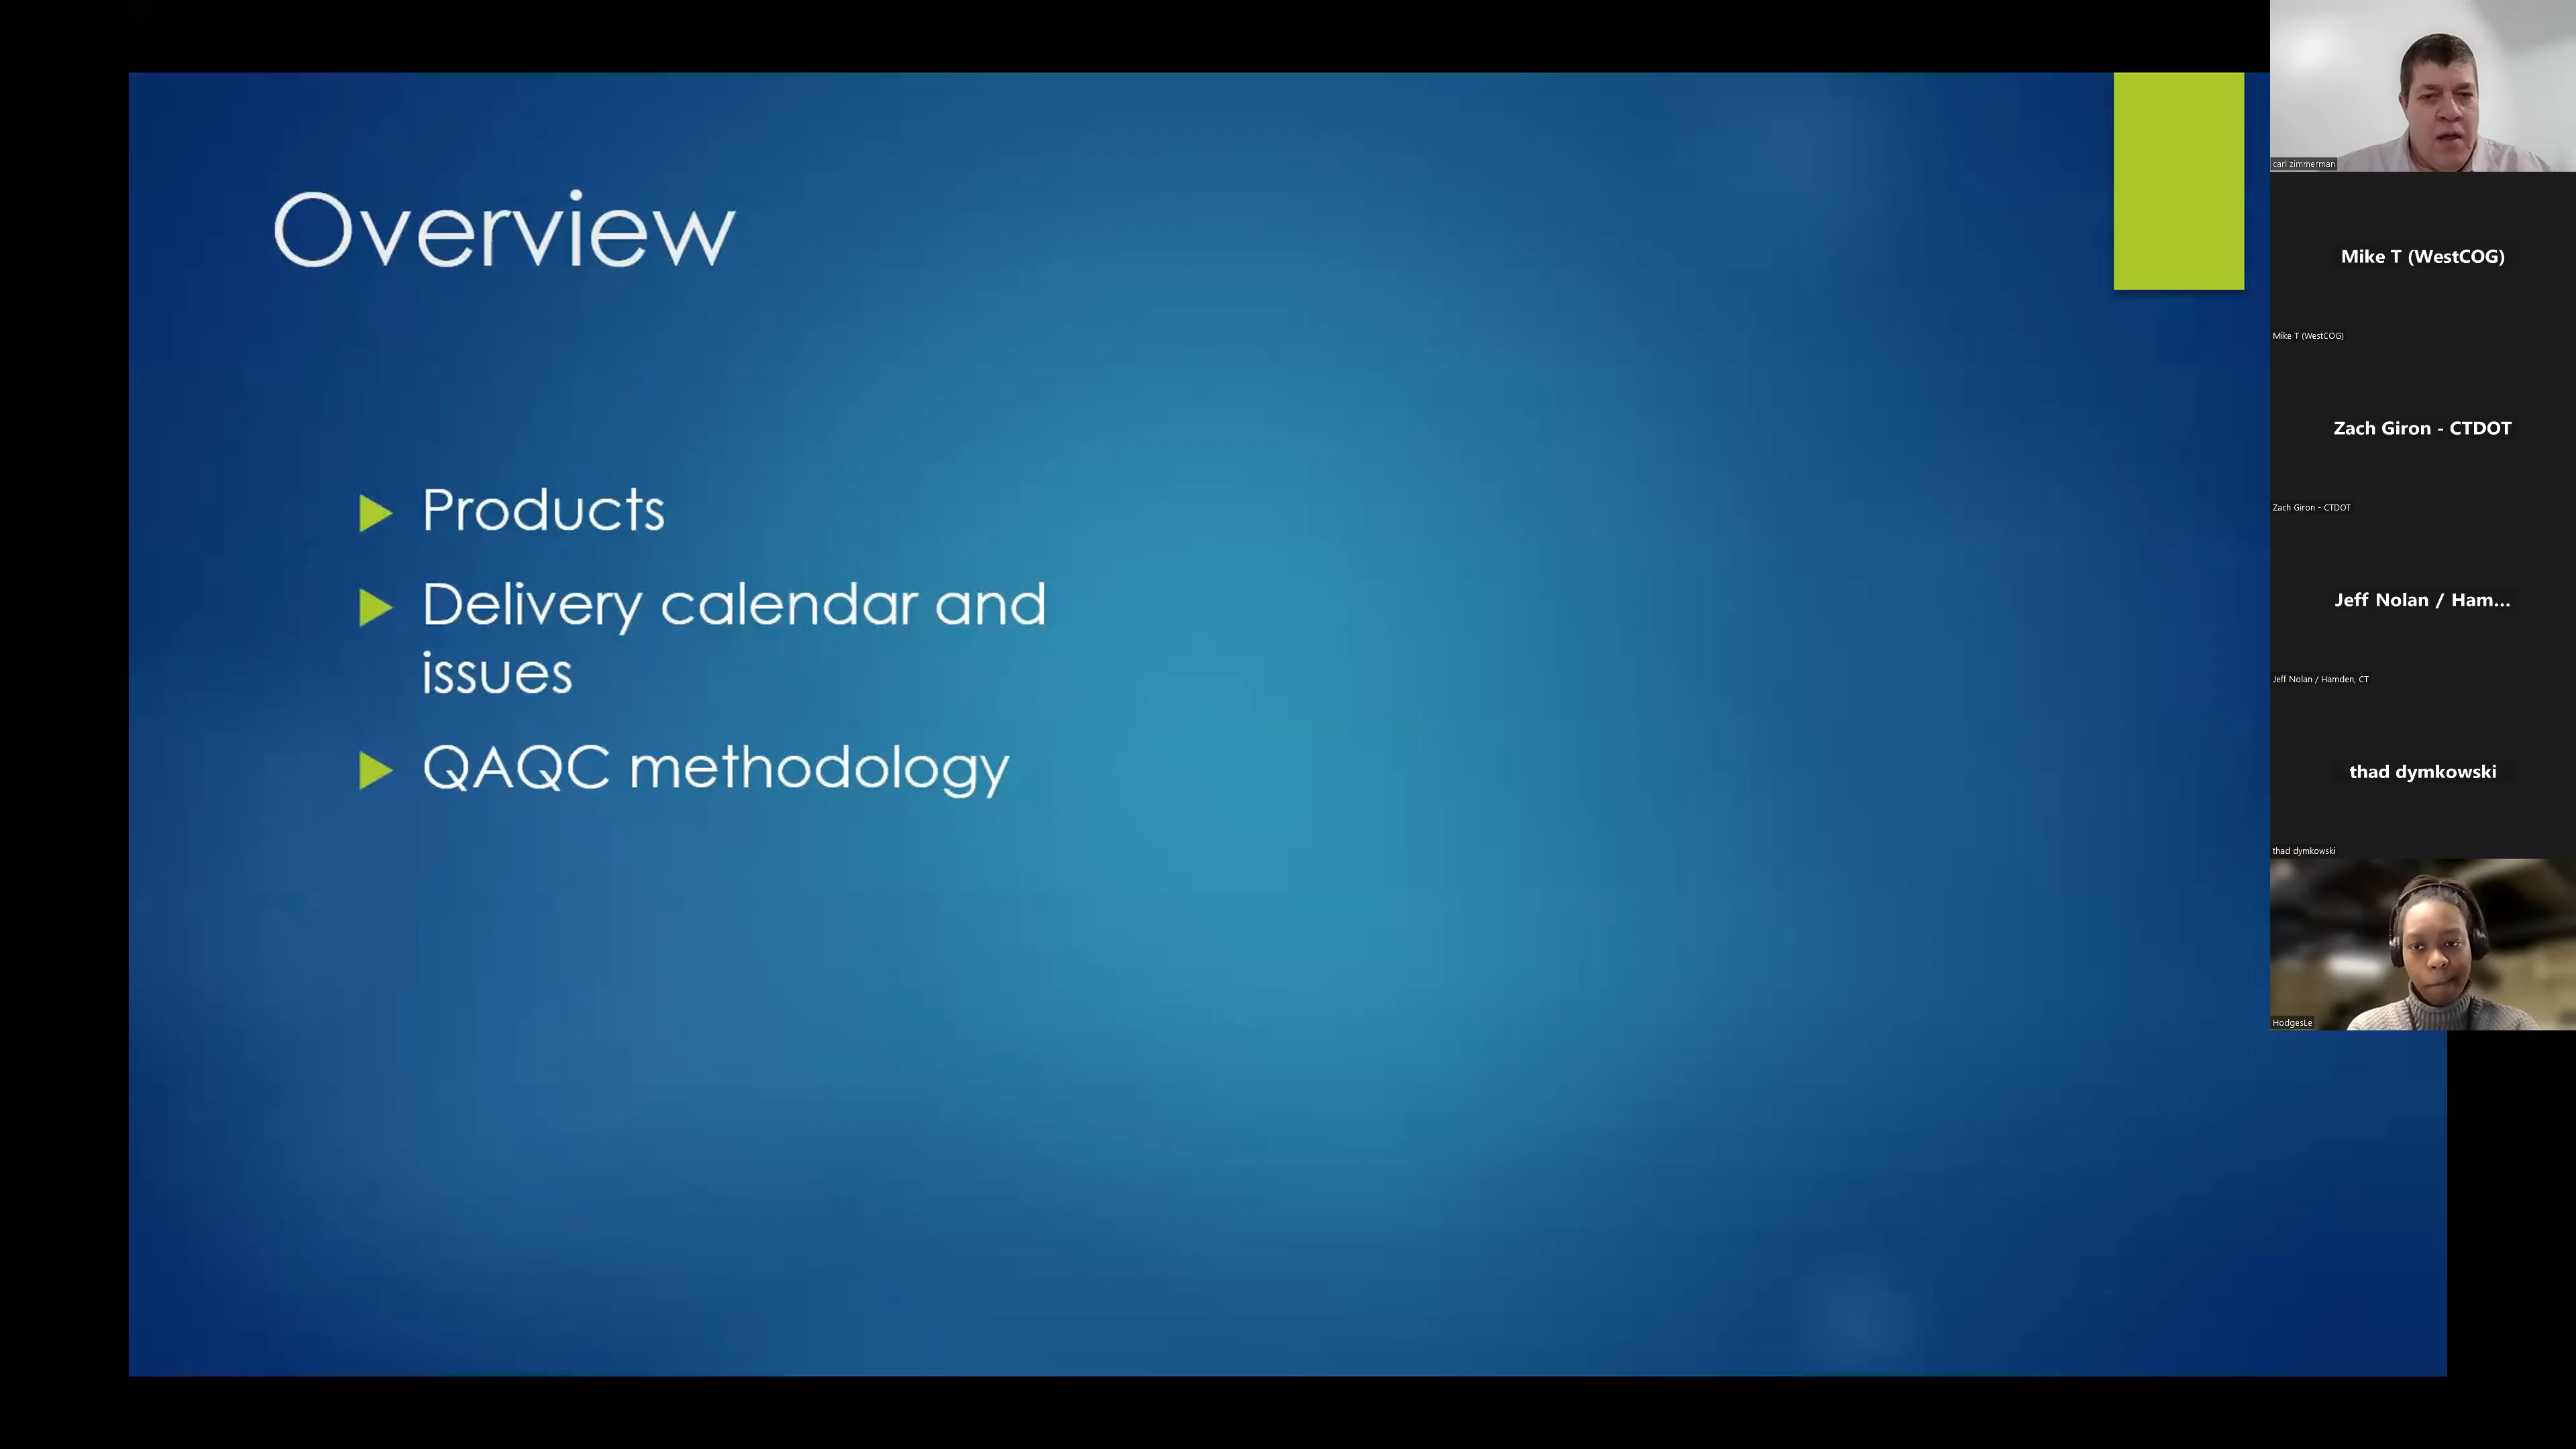 Overview
Products
Delivery calendar and
issues
QAQC methodology
carl zimmerman
Mike T (WestCOG)
Mike T (WestCOG)
Zach Giron - CTDOT
Zach Giron - CTDOT
Jeff Nolan / Ham...
Jeff Nolan / Hamden, CT
thad dymkowski
thad dymkowski
HodgesLe